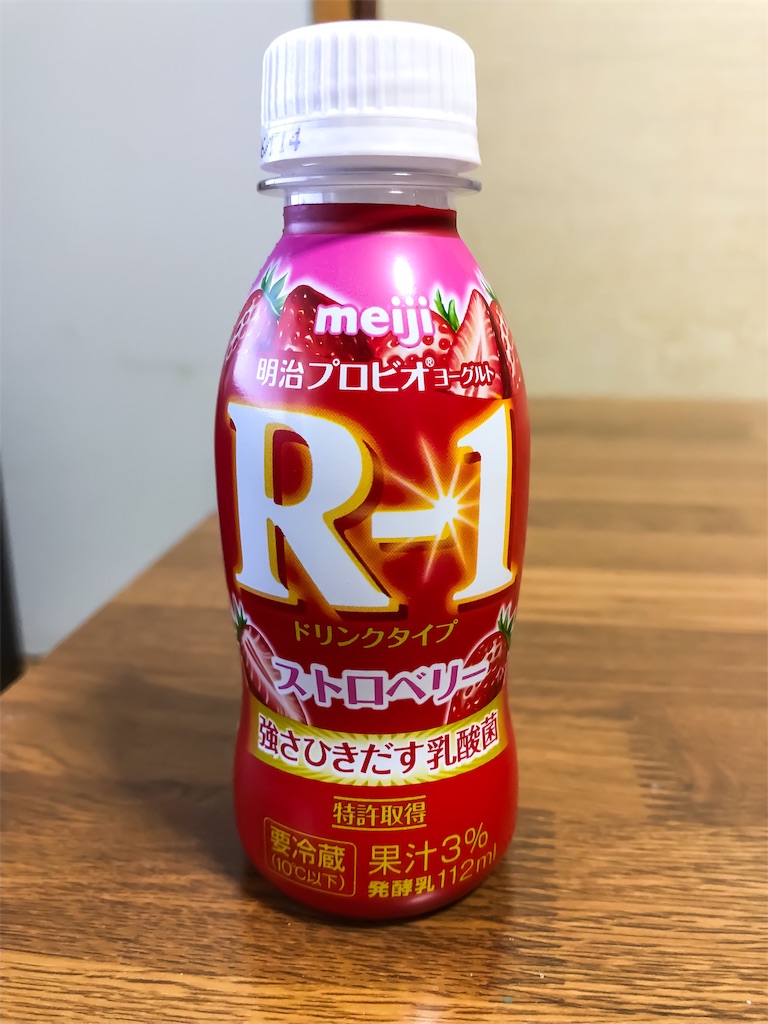 meiji
明治プロビオ®ヨーグルト
R-1
ドリンクタイプ
ストロベリー
強さひきだす乳酸菌
特許取得
要冷蔵
(10℃以下)
果汁3%
発酵乳112ml